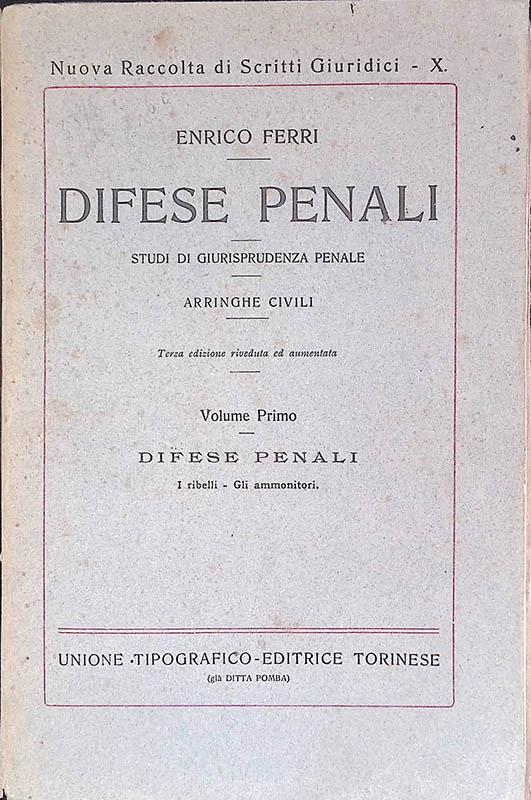 Nuova Raccolta di Scritti Giuridici - X.
ENRICO FERRI
DIFESE PENALI
STUDI DI GIURISPRUDENZA PENALE
ARRINGHE CIVILI
Terza edizione riveduta ed aumentata
Volume Primo
DIFESE PENALI
I ribelli - Gli ammonitori.
UNIONE TIPOGRAFICO-EDITRICE TORINESE
(già DITTA POMBA)